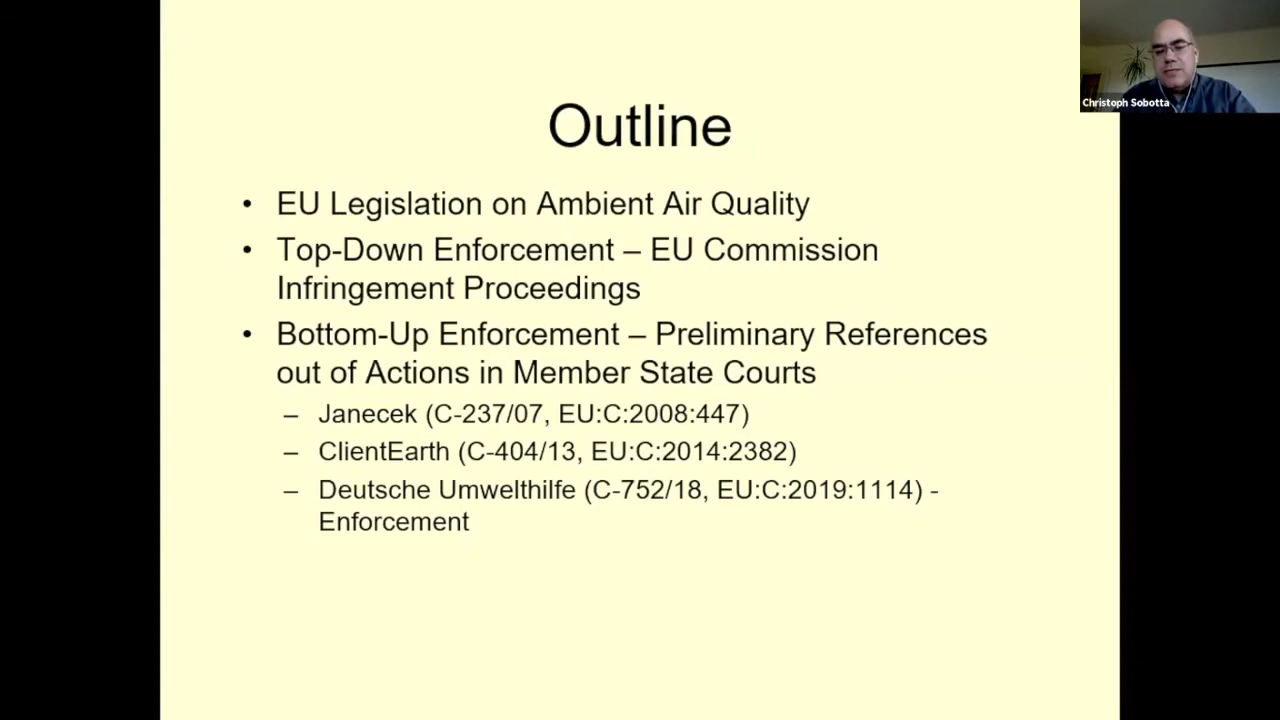 Christoph Sobotta
Outline
• EU Legislation on Ambient Air Quality
• Top-Down Enforcement – EU Commission
Infringement Proceedings
• Bottom-Up Enforcement – Preliminary References
out of Actions in Member State Courts
– Janecek (C-237/07, EU:C:2008:447)
– ClientEarth (C-404/13, EU:C:2014:2382)
– Deutsche Umwelthilfe (C-752/18, EU:C:2019:1114) -
Enforcement